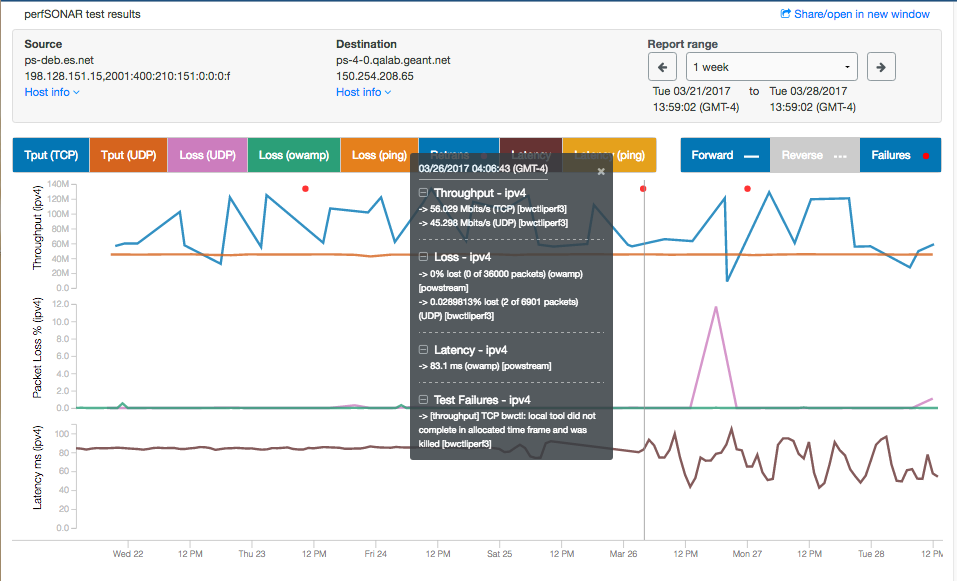 perfSONAR test results
Share/open in new window
Source
ps-deb.es.net
198.128.151.15,2001:400:210:151:0:0:0:f
Host info
Destination
ps-4-0.qalab.geant.net
150.254.208.65
Host info
Report range
1 week
Tue 03/21/2017 to Tue 03/28/2017
13:59:02 (GMT-4) 13:59:02 (GMT-4)
Tput (TCP) Tput (UDP) Loss (UDP) Loss (owamp) Loss (ping) Retrans Latency Latency (ping)
Forward Reverse Failures
03/26/2017 04:06:43 (GMT-4)
Throughput - ipv4
-> 56.029 Mbits/s (TCP) [bwctliperf3]
-> 45.298 Mbits/s (UDP) [bwctliperf3]
Loss - ipv4
-> 0% lost (0 of 36000 packets) (owamp)
[powstream]
-> 0.0289813% lost (2 of 6901 packets)
(UDP) [bwctliperf3]
Latency - ipv4
-> 83.1 ms (owamp) [powstream]
Test Failures - ipv4
-> [throughput] TCP bwctl: local tool did not
complete in allocated time frame and was
killed [bwctliperf3]
Throughput (ipv4)
140M
120M
100M
80M
60M
40M
20M
0.0
Packet Loss % (ipv4)
12.0
10.0
8.0
6.0
4.0
2.0
0.0
Latency ms (ipv4)
100
80
60
40
20
0.0
Wed 22 12 PM Thu 23 12 PM Fri 24 12 PM Sat 25 12 PM Mar 26 12 PM Mon 27 12 PM Tue 28 12 PM